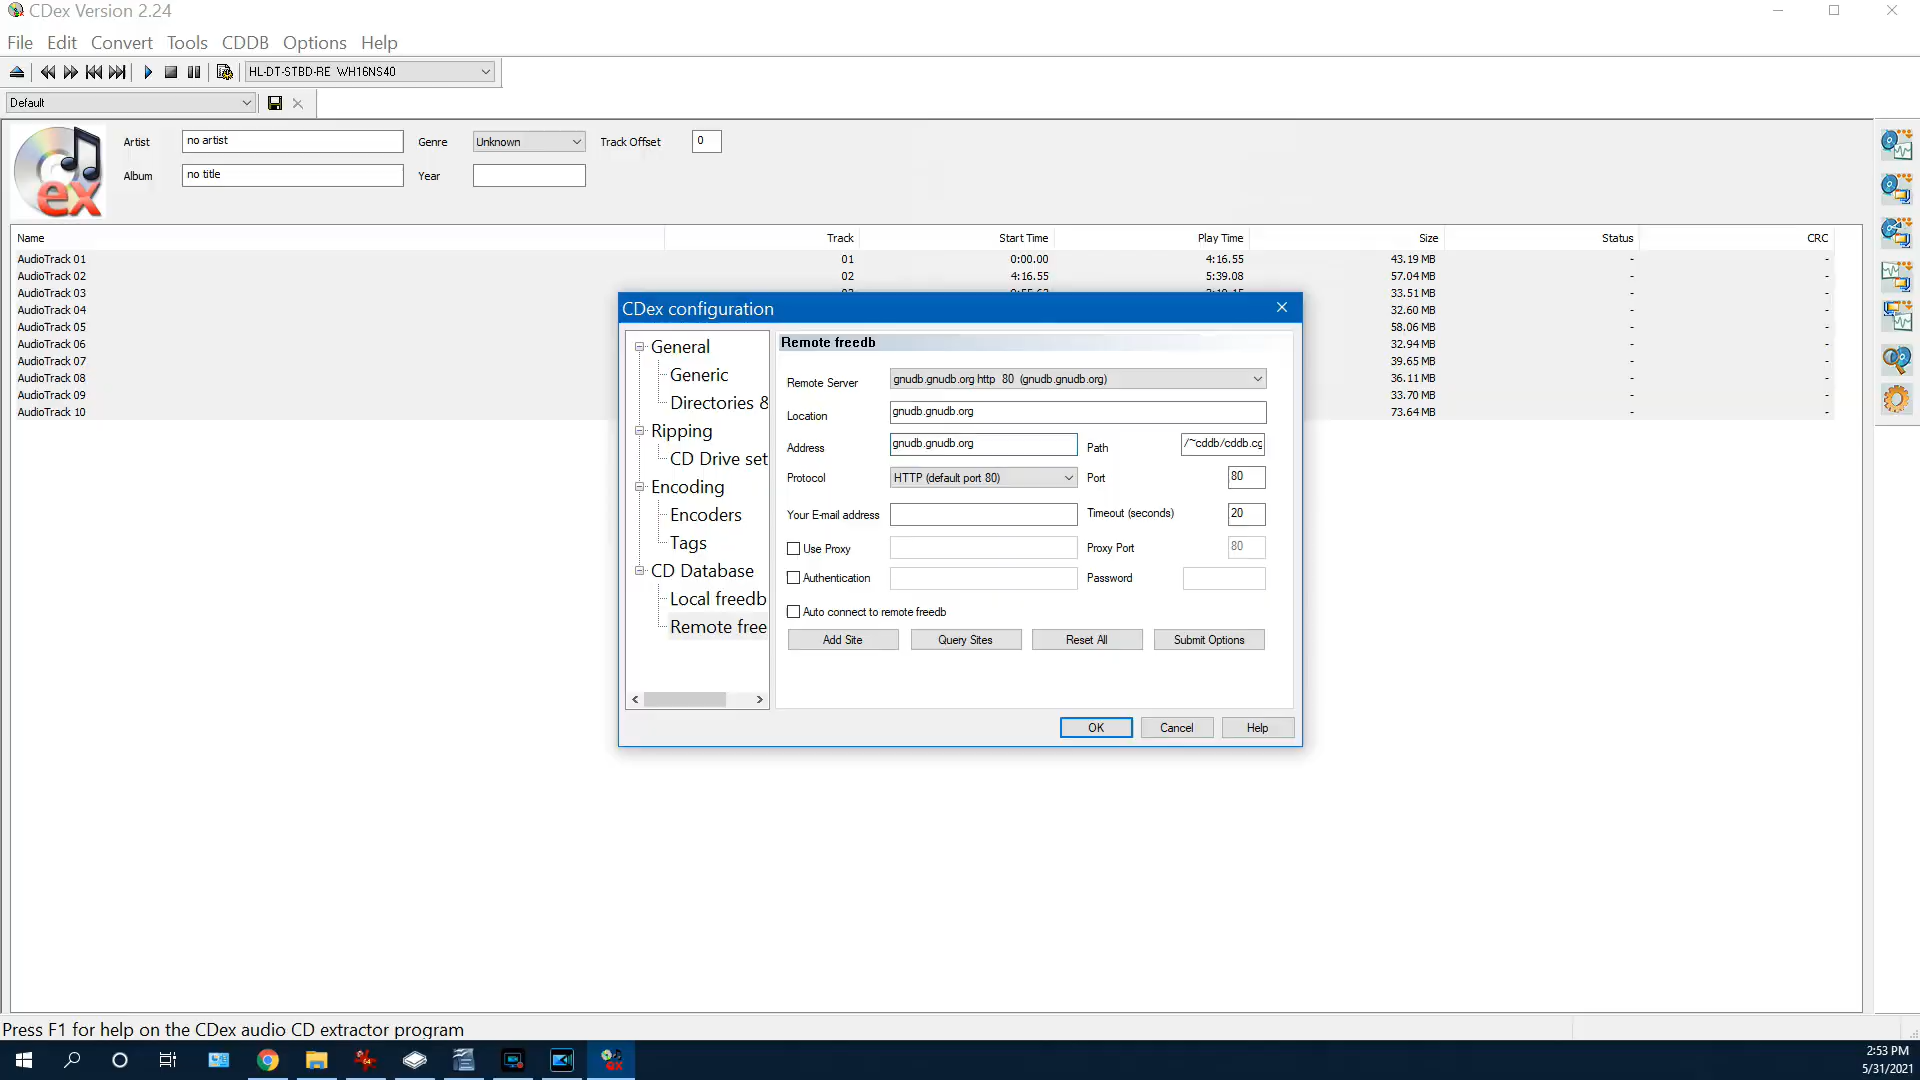 CDex Version 2.24
File Edit Convert Tools CDDB Options Help
HL-DT-STBD-RE WH16NS40
Default
Artist no artist Genre Unknown Track Offset 0
Album no title Year
ex
Name Track Start Time Play Time Size Status CRC
AudioTrack 01 01 0:00.00 4:16.55 43.19 MB - -
AudioTrack 02 02 4:16.55 5:39.08 57.04 MB - -
AudioTrack 03 33.51 MB - -
AudioTrack 04 32.60 MB - -
AudioTrack 05 58.06 MB - -
AudioTrack 06 32.94 MB - -
AudioTrack 07 39.65 MB - -
AudioTrack 08 36.11 MB - -
AudioTrack 09 33.70 MB - -
AudioTrack 10 73.64 MB - -
CDex configuration
General
Generic
Directories &
Ripping
CD Drive set
Encoding
Encoders
Tags
CD Database
Local freedb
Remote free
Remote freedb
Remote Server gnudb.gnudb.org http 80 (gnudb.gnudb.org)
Location gnudb.gnudb.org
Address gnudb.gnudb.org Path /~cddb/cddb.cg
Protocol HTTP (default port 80) Port 80
Your E-mail address Timeout (seconds) 20
Use Proxy Proxy Port 80
Authentication Password
Auto connect to remote freedb
Add Site Query Sites Reset All Submit Options
OK Cancel Help
Press F1 for help on the CDex audio CD extractor program
2:53 PM
5/31/2021